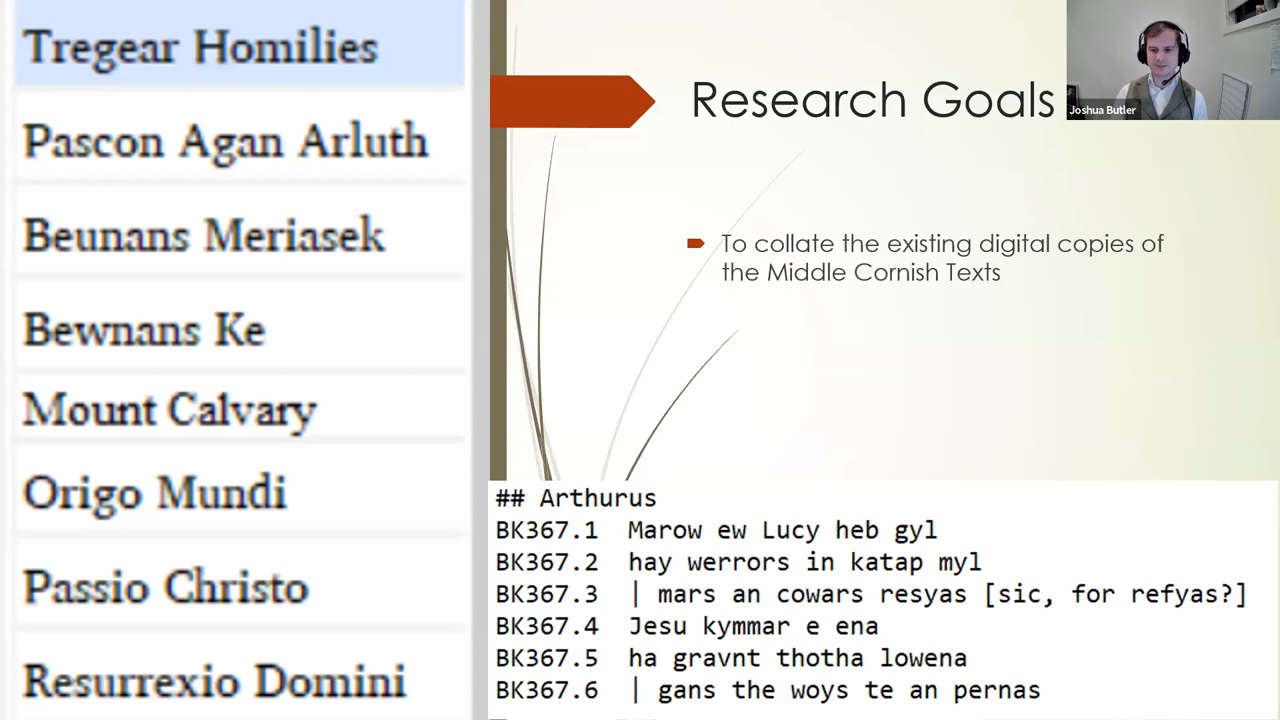 Tregear Homilies
Pascon Agan Arluth
Beunans Meriasek
Bewnans Ke
Mount Calvary
Origo Mundi
Passio Christo
Resurrexio Domini
Research Goals
Joshua Butler
To collate the existing digital copies of
the Middle Cornish Texts
## Arthurus
BK367.1 Marow ew Lucy heb gyl
BK367.2 hay werrors in katap myl
BK367.3 | mars an cowars resyas [sic, for refyas?]
BK367.4 Jesu kymmar e ena
BK367.5 ha gravnt thotha lowena
BK367.6 | gans the woys te an pernas